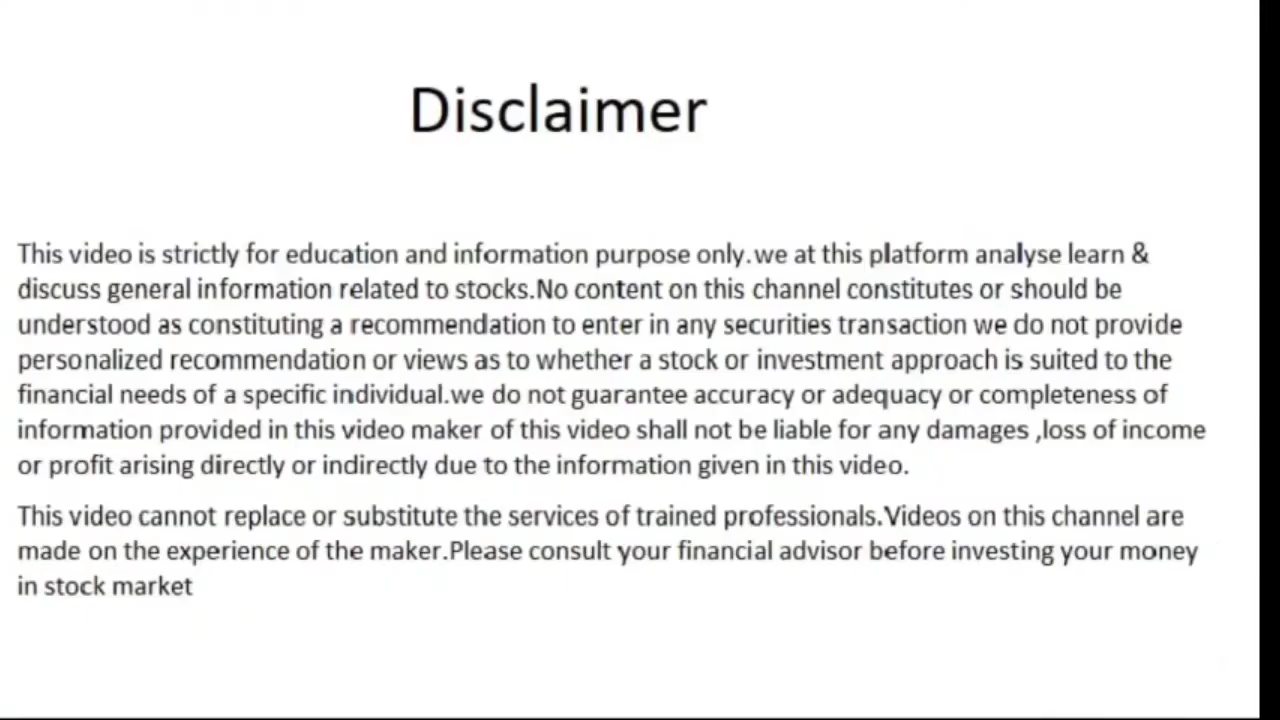 Disclaimer
This video is strictly for education and information purpose only.we at this platform analyse learn &
discuss general information related to stocks.No content on this channel constitutes or should be
understood as constituting a recommendation to enter in any securities transaction we do not provide
personalized recommendation or views as to whether a stock or investment approach is suited to the
financial needs of a specific individual.we do not guarantee accuracy or adequacy or completeness of
information provided in this video maker of this video shall not be liable for any damages ,loss of income
or profit arising directly or indirectly due to the information given in this video.
This video cannot replace or substitute the services of trained professionals.Videos on this channel are
made on the experience of the maker.Please consult your financial advisor before investing your money
in stock market